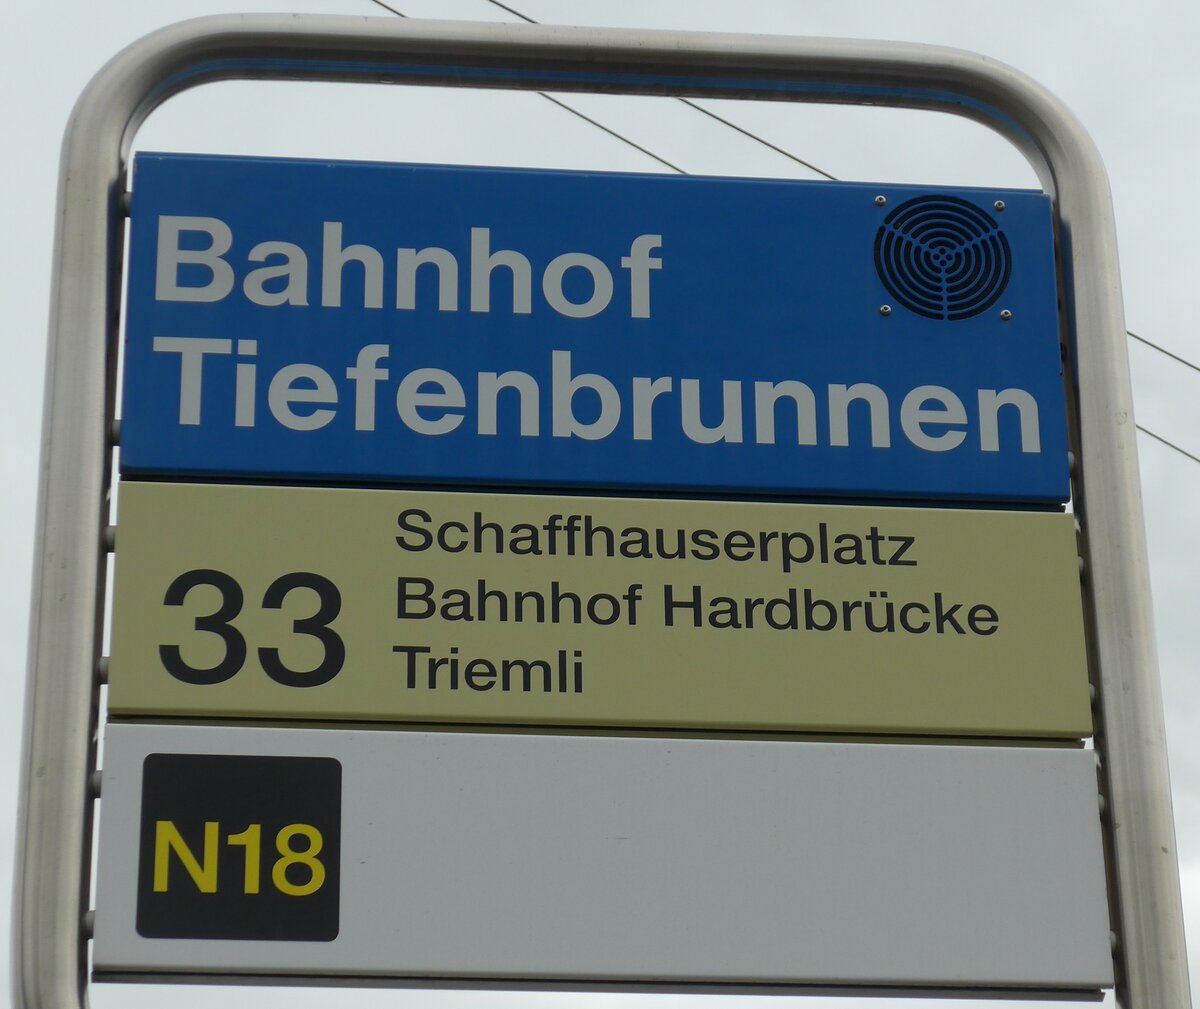 Bahnhof
Tiefenbrunnen
33
Schaffhauserplatz
Bahnhof Hardbrücke
Triemli
N18